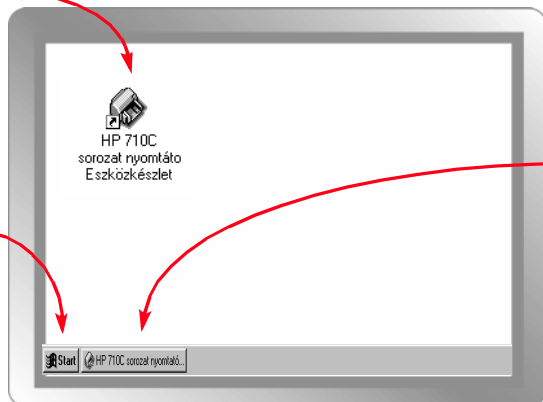 HP 710C
sorozat nyomtáto
Eszközkészlet
Start
HP 710C sorozat nyomtató...